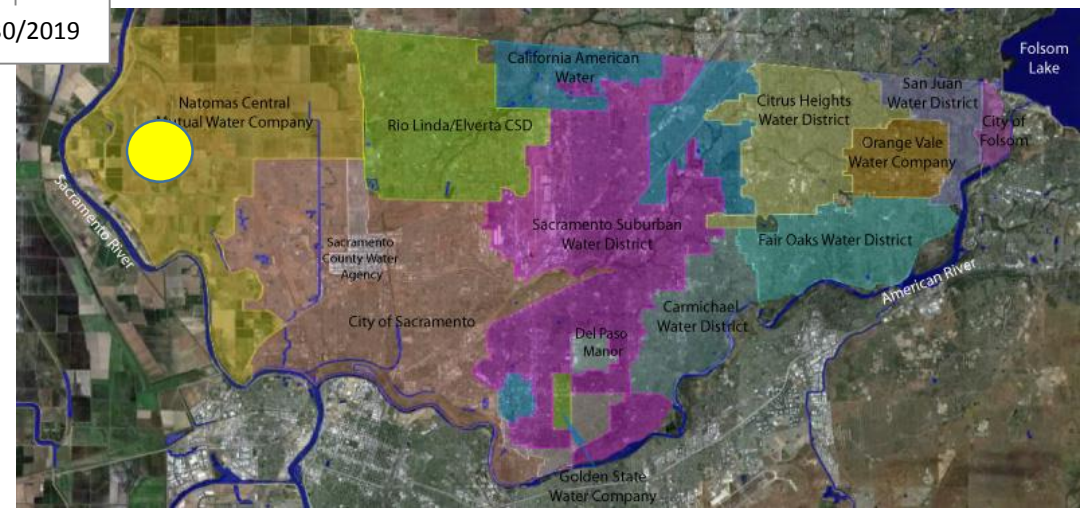 0/2019
Folsom
Lake
California American
Water
San Juan
Water District
Natomas Central
Mutual Water Company
Citrus Heights
Water District
City of
Folsom
Rio Linda/Elverta CSD
Orange Vale
Water Company
Sacramento River
Sacramento Suburban
Water District
Fair Oaks Water District
Sacramento
County Water
Agency
American River
Carmichael
Water District
City of Sacramento
Del Paso
Manor
Golden State
Water Company